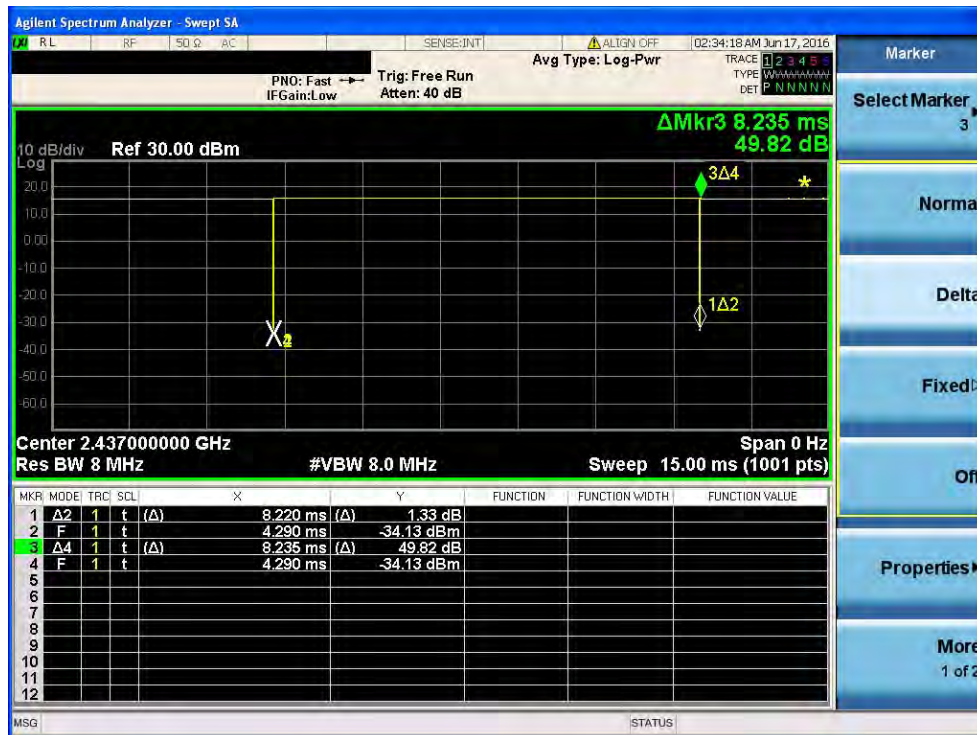 Agilent Spectrum Analyzer - Swept SA
RL RF 50 Ω AC SENSE:INT ALIGN OFF 02:34:18 AM Jun 17, 2016
Marker
Avg Type: Log-Pwr
TRACE 1 2 3 4 5 6
TYPE
DET P N N N N N
PNO: Fast Trig: Free Run
IFGain:Low Atten: 40 dB
Select Marker
3
ΔMkr3 8.235 ms
49.82 dB
10 dB/div Ref 30.00 dBm
Log
20.0
10.0
0.00
-10.0
-20.0
-30.0
-40.0
-50.0
-60.0
3Δ4
1Δ2
Norma
Delta
Fixed
Off
Center 2.437000000 GHz Span 0 Hz
Res BW 8 MHz #VBW 8.0 MHz Sweep 15.00 ms (1001 pts)
MKR MODE TRC SCL X Y FUNCTION FUNCTION WIDTH FUNCTION VALUE
1 Δ2 1 t (Δ) 8.220 ms (Δ) 1.33 dB
2 F 1 t 4.290 ms -34.13 dBm
3 Δ4 1 t (Δ) 8.235 ms (Δ) 49.82 dB
4 F 1 t 4.290 ms -34.13 dBm
5
6
7
8
9
10
11
12
Properties
More
1 of 2
MSG STATUS